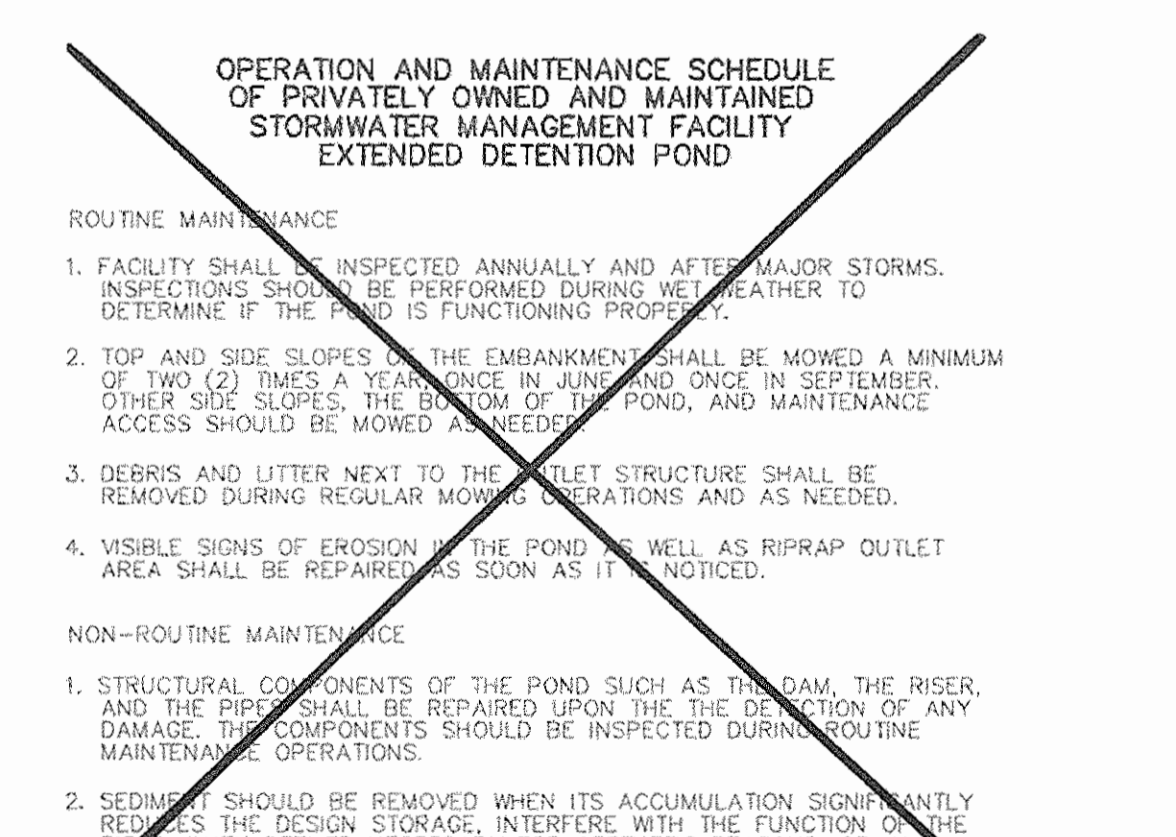 OPERATION AND MAINTENANCE SCHEDULE
OF PRIVATELY OWNED AND MAINTAINED
STORMWATER MANAGEMENT FACILITY
EXTENDED DETENTION POND
ROUTINE MAINTENANCE
1. FACILITY SHALL BE INSPECTED ANNUALLY AND AFTER MAJOR STORMS.
INSPECTIONS SHOULD BE PERFORMED DURING WET WEATHER TO
DETERMINE IF THE POND IS FUNCTIONING PROPERLY.
2. TOP AND SIDE SLOPES OF THE EMBANKMENT SHALL BE MOWED A MINIMUM
OF TWO (2) TIMES A YEAR, ONCE IN JUNE AND ONCE IN SEPTEMBER.
OTHER SIDE SLOPES, THE BOTTOM OF THE POND, AND MAINTENANCE
ACCESS SHOULD BE MOWED AS NEEDED.
3. DEBRIS AND LITTER NEXT TO THE OUTLET STRUCTURE SHALL BE
REMOVED DURING REGULAR MOWING OPERATIONS AND AS NEEDED.
4. VISIBLE SIGNS OF EROSION IN THE POND AS WELL AS RIPRAP OUTLET
AREA SHALL BE REPAIRED AS SOON AS IT IS NOTICED.
NON-ROUTINE MAINTENANCE
1. STRUCTURAL COMPONENTS OF THE POND SUCH AS THE DAM, THE RISER,
AND THE PIPES SHALL BE REPAIRED UPON THE THE DETECTION OF ANY
DAMAGE. THE COMPONENTS SHOULD BE INSPECTED DURING ROUTINE
MAINTENANCE OPERATIONS.
2. SEDIMENT SHOULD BE REMOVED WHEN ITS ACCUMULATION SIGNIFICANTLY
REDUCES THE DESIGN STORAGE, INTERFERE WITH THE FUNCTION OF THE